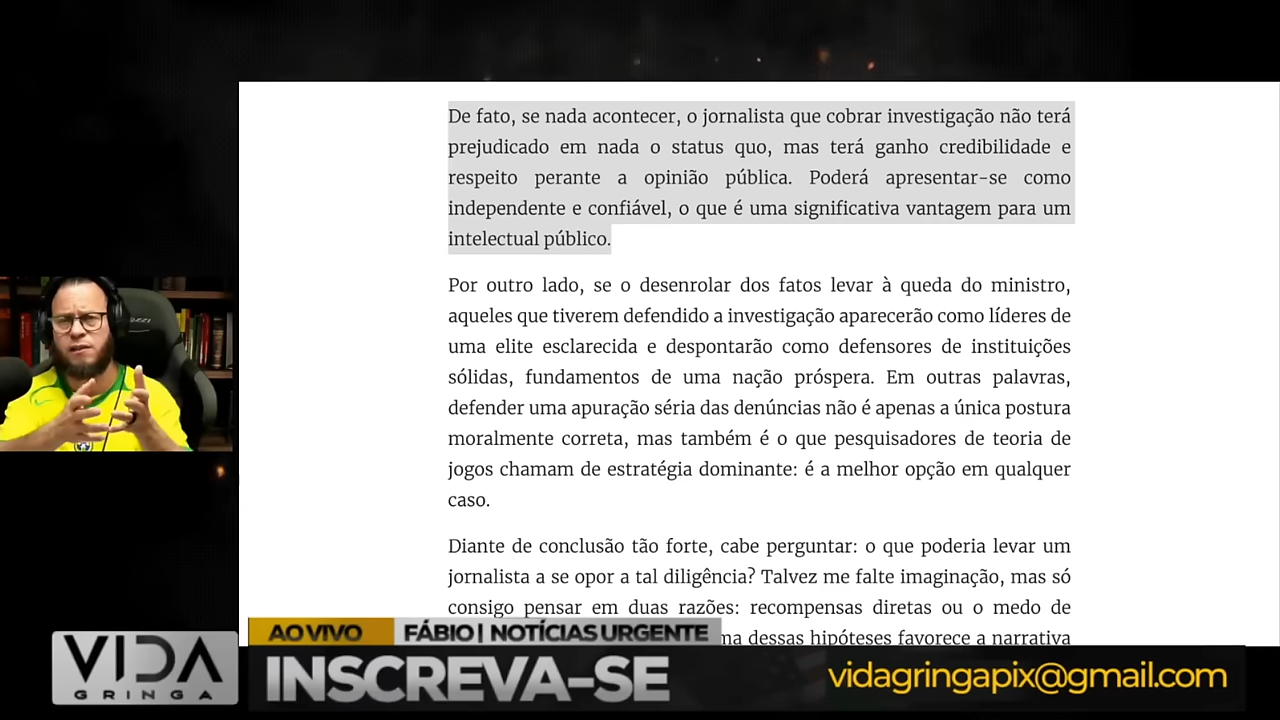 De fato, se nada acontecer, o jornalista que cobrar investigação não terá
prejudicado em nada o status quo, mas terá ganho credibilidade e
respeito perante a opinião pública. Poderá apresentar-se como
independente e confiável, o que é uma significativa vantagem para um
intelectual público.
Por outro lado, se o desenrolar dos fatos levar à queda do ministro,
aqueles que tiverem defendido a investigação aparecerão como líderes de
uma elite esclarecida e despontarão como defensores de instituições
sólidas, fundamentos de uma nação próspera. Em outras palavras,
defender uma apuração séria das denúncias não é apenas a única postura
moralmente correta, mas também é o que pesquisadores de teoria de
jogos chamam de estratégia dominante: é a melhor opção em qualquer
caso.
Diante de conclusão tão forte, cabe perguntar: o que poderia levar um
jornalista a se opor a tal diligência? Talvez me falte imaginação, mas só
consigo pensar em duas razões: recompensas diretas ou o medo de
dessas hipóteses favorece a narrativa
AO VIVO FÁBIO | NOTÍCIAS URGENTE
VIDA
GRINGA
INSCREVA-SE
vidagringapix@gmail.com